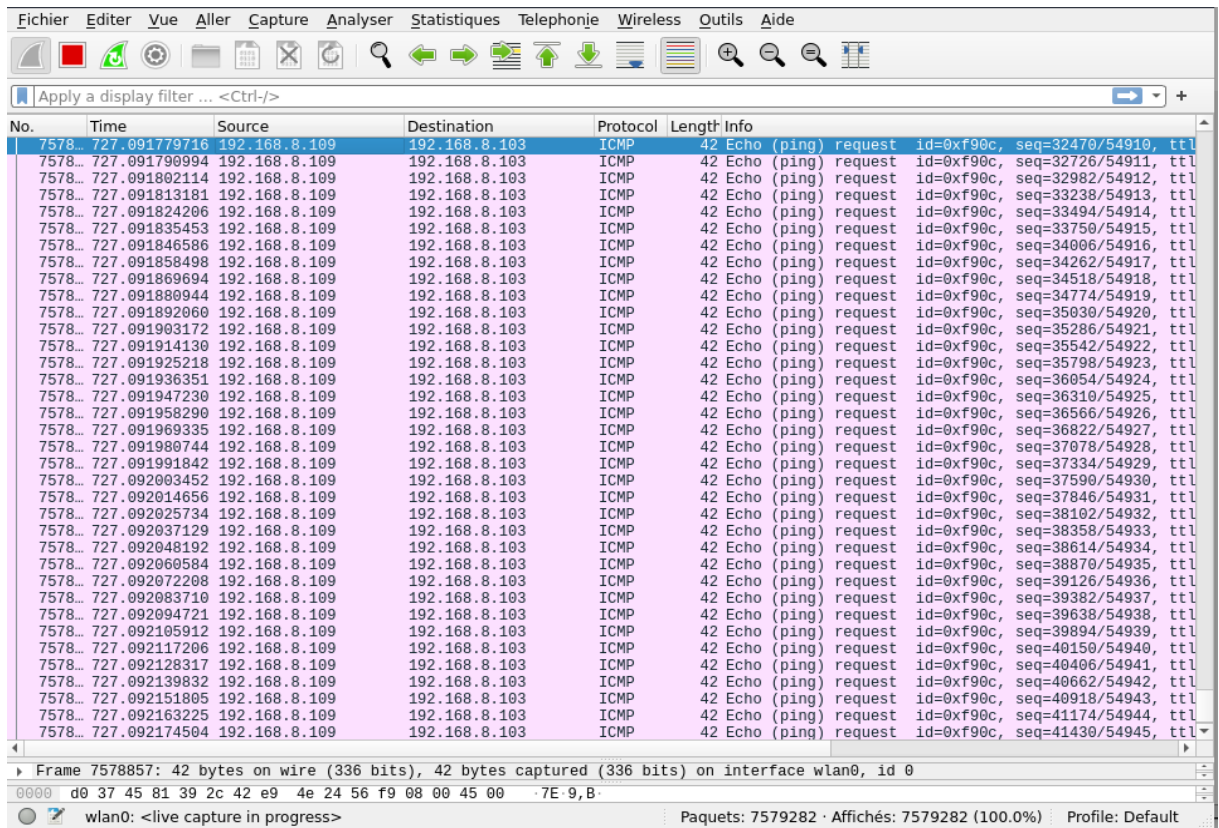 Fichier Editer Vue Aller Capture Analyser Statistiques Telephonie Wireless Outils Aide
Apply a display filter ... <Ctrl-/>
No. Time Source Destination Protocol Length Info
7578… 727.091779716 192.168.8.109 192.168.8.103 ICMP 42 Echo (ping) request id=0xf90c, seq=32470/54910, ttl
7578… 727.091790994 192.168.8.109 192.168.8.103 ICMP 42 Echo (ping) request id=0xf90c, seq=32726/54911, ttl
7578… 727.091802114 192.168.8.109 192.168.8.103 ICMP 42 Echo (ping) request id=0xf90c, seq=32982/54912, ttl
7578… 727.091813181 192.168.8.109 192.168.8.103 ICMP 42 Echo (ping) request id=0xf90c, seq=33238/54913, ttl
7578… 727.091824206 192.168.8.109 192.168.8.103 ICMP 42 Echo (ping) request id=0xf90c, seq=33494/54914, ttl
7578… 727.091835453 192.168.8.109 192.168.8.103 ICMP 42 Echo (ping) request id=0xf90c, seq=33750/54915, ttl
7578… 727.091846586 192.168.8.109 192.168.8.103 ICMP 42 Echo (ping) request id=0xf90c, seq=34006/54916, ttl
7578… 727.091858498 192.168.8.109 192.168.8.103 ICMP 42 Echo (ping) request id=0xf90c, seq=34262/54917, ttl
7578… 727.091869694 192.168.8.109 192.168.8.103 ICMP 42 Echo (ping) request id=0xf90c, seq=34518/54918, ttl
7578… 727.091880944 192.168.8.109 192.168.8.103 ICMP 42 Echo (ping) request id=0xf90c, seq=34774/54919, ttl
7578… 727.091892060 192.168.8.109 192.168.8.103 ICMP 42 Echo (ping) request id=0xf90c, seq=35030/54920, ttl
7578… 727.091903172 192.168.8.109 192.168.8.103 ICMP 42 Echo (ping) request id=0xf90c, seq=35286/54921, ttl
7578… 727.091914130 192.168.8.109 192.168.8.103 ICMP 42 Echo (ping) request id=0xf90c, seq=35542/54922, ttl
7578… 727.091925218 192.168.8.109 192.168.8.103 ICMP 42 Echo (ping) request id=0xf90c, seq=35798/54923, ttl
7578… 727.091936351 192.168.8.109 192.168.8.103 ICMP 42 Echo (ping) request id=0xf90c, seq=36054/54924, ttl
7578… 727.091947230 192.168.8.109 192.168.8.103 ICMP 42 Echo (ping) request id=0xf90c, seq=36310/54925, ttl
7578… 727.091958290 192.168.8.109 192.168.8.103 ICMP 42 Echo (ping) request id=0xf90c, seq=36566/54926, ttl
7578… 727.091969335 192.168.8.109 192.168.8.103 ICMP 42 Echo (ping) request id=0xf90c, seq=36822/54927, ttl
7578… 727.091980744 192.168.8.109 192.168.8.103 ICMP 42 Echo (ping) request id=0xf90c, seq=37078/54928, ttl
7578… 727.091991842 192.168.8.109 192.168.8.103 ICMP 42 Echo (ping) request id=0xf90c, seq=37334/54929, ttl
7578… 727.092003452 192.168.8.109 192.168.8.103 ICMP 42 Echo (ping) request id=0xf90c, seq=37590/54930, ttl
7578… 727.092014656 192.168.8.109 192.168.8.103 ICMP 42 Echo (ping) request id=0xf90c, seq=37846/54931, ttl
7578… 727.092025734 192.168.8.109 192.168.8.103 ICMP 42 Echo (ping) request id=0xf90c, seq=38102/54932, ttl
7578… 727.092037129 192.168.8.109 192.168.8.103 ICMP 42 Echo (ping) request id=0xf90c, seq=38358/54933, ttl
7578… 727.092048192 192.168.8.109 192.168.8.103 ICMP 42 Echo (ping) request id=0xf90c, seq=38614/54934, ttl
7578… 727.092060584 192.168.8.109 192.168.8.103 ICMP 42 Echo (ping) request id=0xf90c, seq=38870/54935, ttl
7578… 727.092072208 192.168.8.109 192.168.8.103 ICMP 42 Echo (ping) request id=0xf90c, seq=39126/54936, ttl
7578… 727.092083710 192.168.8.109 192.168.8.103 ICMP 42 Echo (ping) request id=0xf90c, seq=39382/54937, ttl
7578… 727.092094721 192.168.8.109 192.168.8.103 ICMP 42 Echo (ping) request id=0xf90c, seq=39638/54938, ttl
7578… 727.092105912 192.168.8.109 192.168.8.103 ICMP 42 Echo (ping) request id=0xf90c, seq=39894/54939, ttl
7578… 727.092117206 192.168.8.109 192.168.8.103 ICMP 42 Echo (ping) request id=0xf90c, seq=40150/54940, ttl
7578… 727.092128317 192.168.8.109 192.168.8.103 ICMP 42 Echo (ping) request id=0xf90c, seq=40406/54941, ttl
7578… 727.092139832 192.168.8.109 192.168.8.103 ICMP 42 Echo (ping) request id=0xf90c, seq=40662/54942, ttl
7578… 727.092151805 192.168.8.109 192.168.8.103 ICMP 42 Echo (ping) request id=0xf90c, seq=40918/54943, ttl
7578… 727.092163225 192.168.8.109 192.168.8.103 ICMP 42 Echo (ping) request id=0xf90c, seq=41174/54944, ttl
7578… 727.092174504 192.168.8.109 192.168.8.103 ICMP 42 Echo (ping) request id=0xf90c, seq=41430/54945, ttl
Frame 7578857: 42 bytes on wire (336 bits), 42 bytes captured (336 bits) on interface wlan0, id 0
0000 d0 37 45 81 39 2c 42 e9 4e 24 56 f9 08 00 45 00 ·7E·9,B·
wlan0: <live capture in progress> Paquets: 7579282 · Affichés: 7579282 (100.0%) Profile: Default